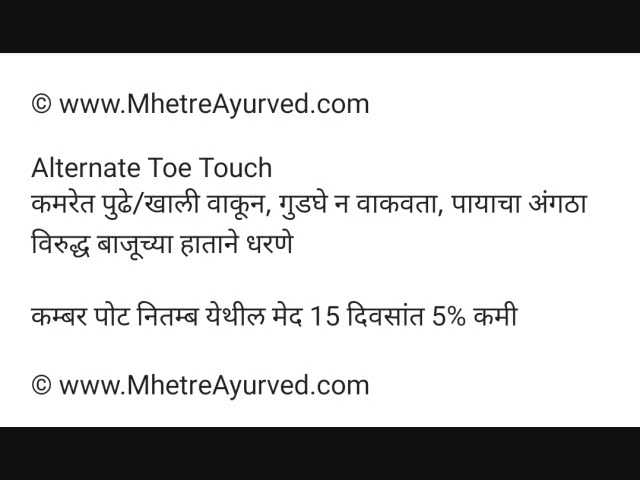 © www.MhetreAyurved.com
Alternate Toe Touch
कमरेत पुढे/खाली वाकून, गुडघे न वाकवता, पायाचा अंगठा
विरुद्ध बाजूच्या हाताने धरणे
कम्बर पोट नितम्ब येथील मेद 15 दिवसांत 5% कमी
© www.MhetreAyurved.com